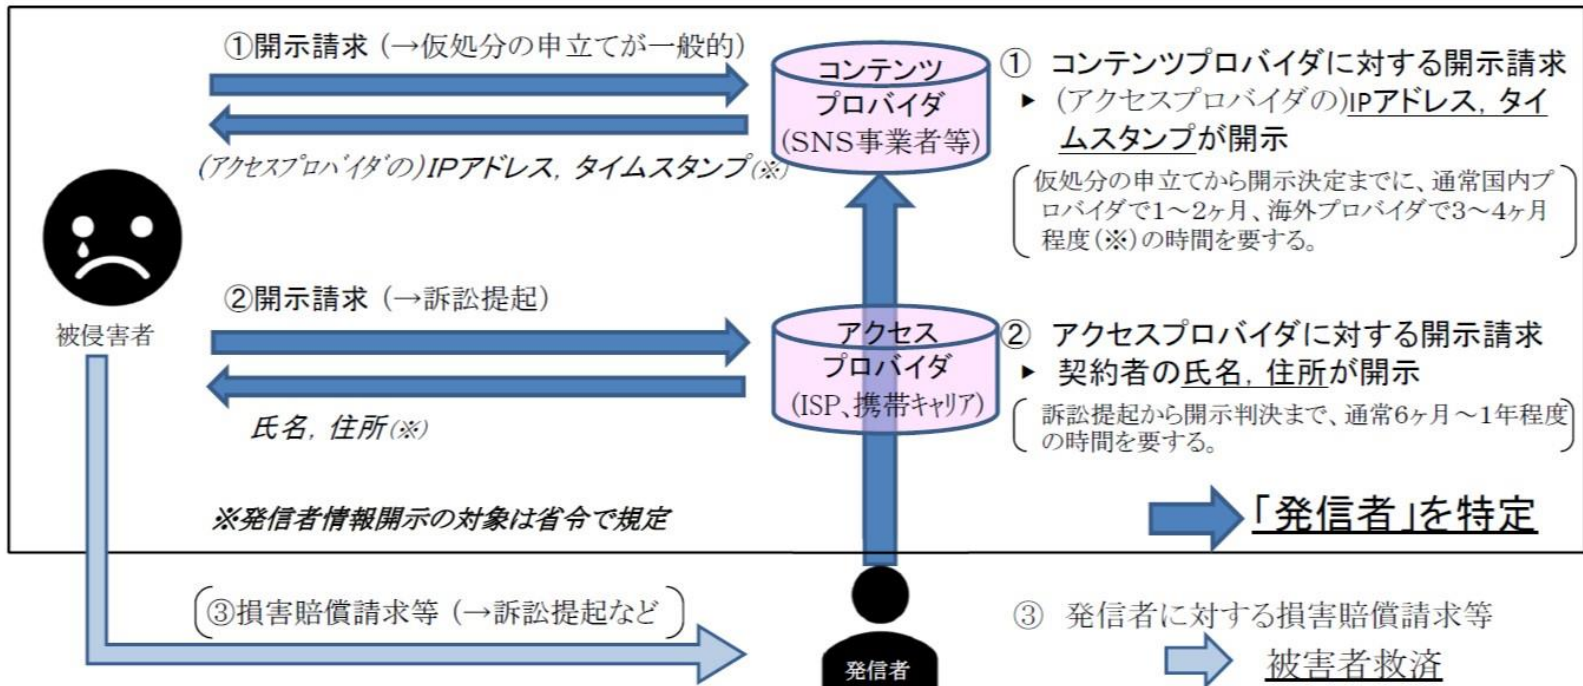 ①開示請求 (→仮処分の申立てが一般的)
(アクセスプロバイダの)IPアドレス, タイムスタンプ(※)
コンテンツ
プロバイダ
(SNS事業者等)
① コンテンツプロバイダに対する開示請求
▶ (アクセスプロバイダの)IPアドレス, タイ
ムスタンプが開示
仮処分の申立てから開示決定までに、通常国内プ
ロバイダで1～2ヶ月、海外プロバイダで3～4ヶ月
程度(※)の時間を要する。
被侵害者
②開示請求 (→訴訟提起)
氏名, 住所(※)
アクセス
プロバイダ
(ISP、携帯キャリア)
② アクセスプロバイダに対する開示請求
▶ 契約者の氏名, 住所が開示
訴訟提起から開示判決まで、通常6ヶ月～1年程度
の時間を要する。
※発信者情報開示の対象は省令で規定
「発信者」を特定
③損害賠償請求等 (→訴訟提起など
発信者
③ 発信者に対する損害賠償請求等
被害者救済